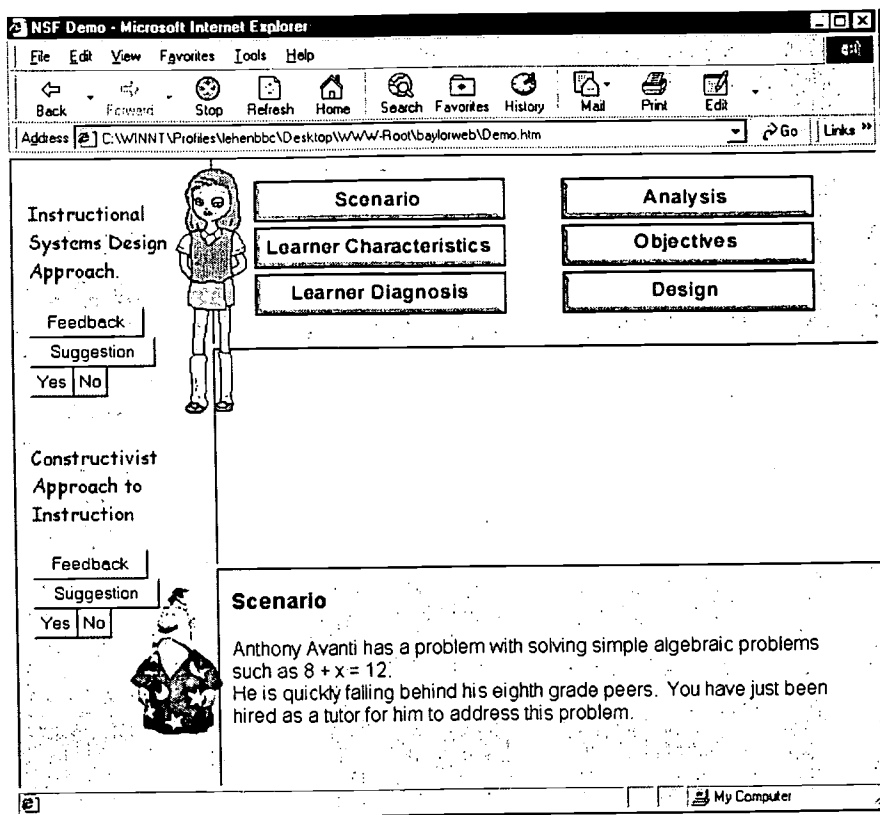 NSF Demo - Microsoft Internet Explorer
File Edit View Favorites Tools Help
Back Forward Stop Refresh Home Search Favorites History Mail Print Edit
Address C:\WINNT\Profiles\lehenbbc\Desktop\WWW-Root\baylorweb\Demo.htm Go Links »
Instructional
Systems Design
Approach.
Feedback
Suggestion
Yes No
Scenario
Learner Characteristics
Learner Diagnosis
Analysis
Objectives
Design
Constructivist
Approach to
Instruction
Feedback
Suggestion
Yes No
Scenario
Anthony Avanti has a problem with solving simple algebraic problems
such as 8 + x = 12.
He is quickly falling behind his eighth grade peers. You have just been
hired as a tutor for him to address this problem.
My Computer